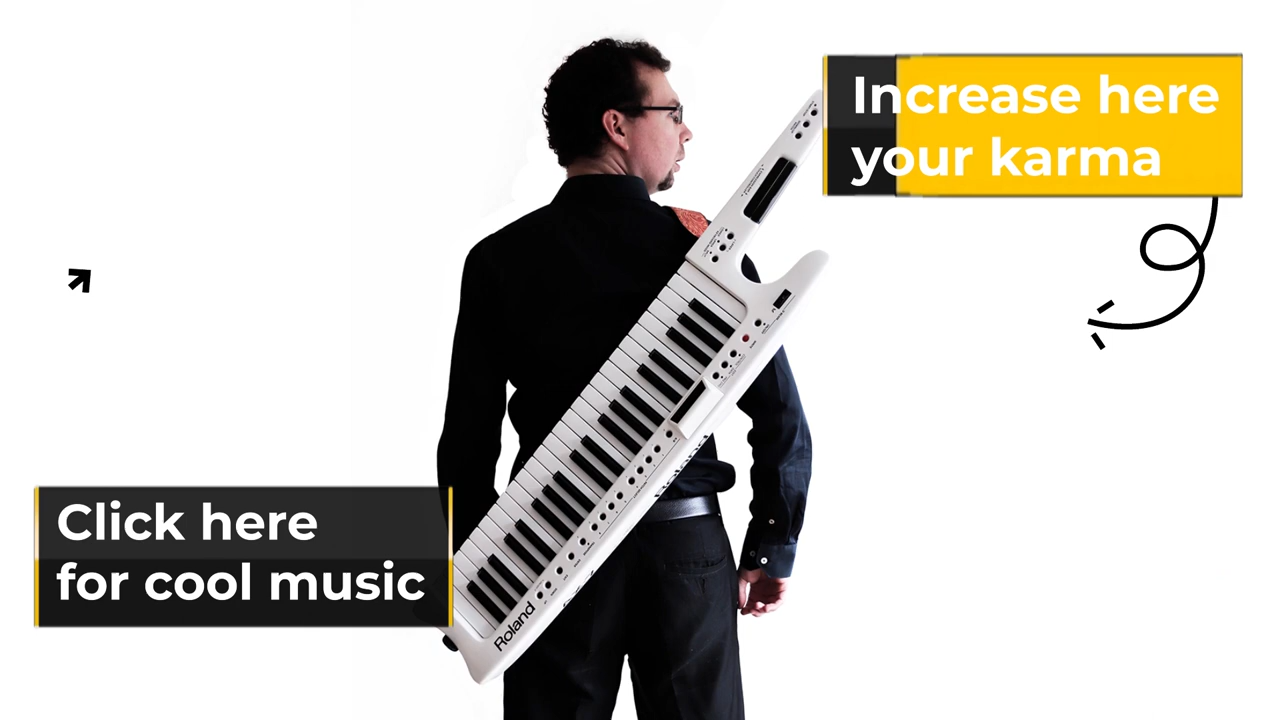 Increase here
your karma
Click here
for cool music
Roland